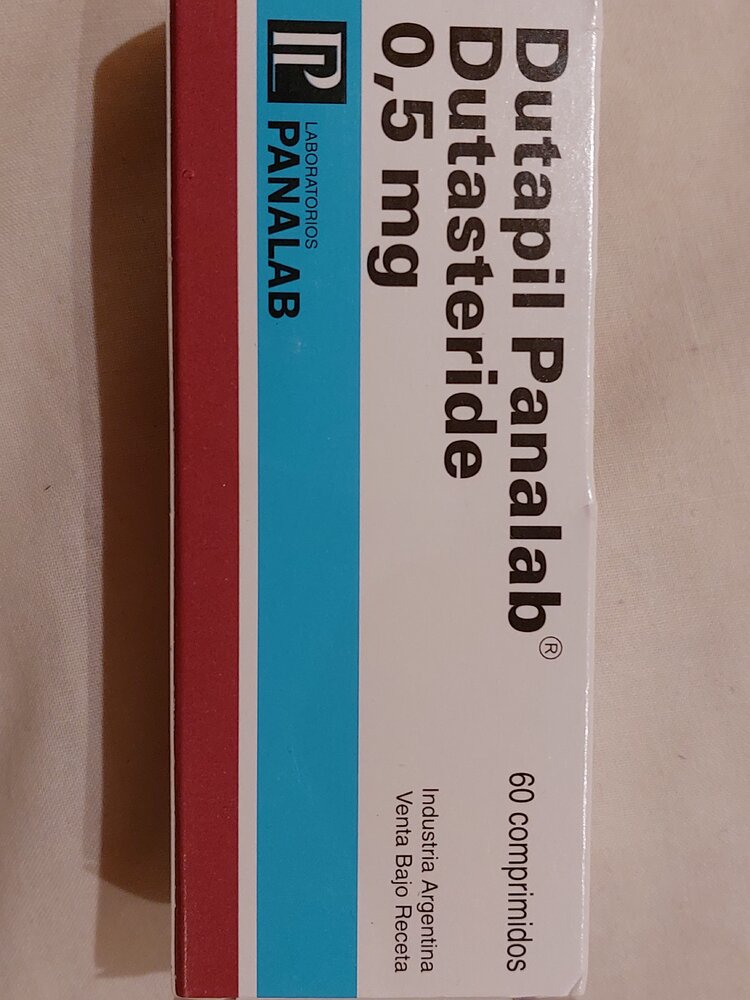 Dutapil Panalab®
Dutasteride
0,5 mg
60 comprimidos
Industria Argentina
Venta Bajo Receta
LABORATORIOS
PANALAB